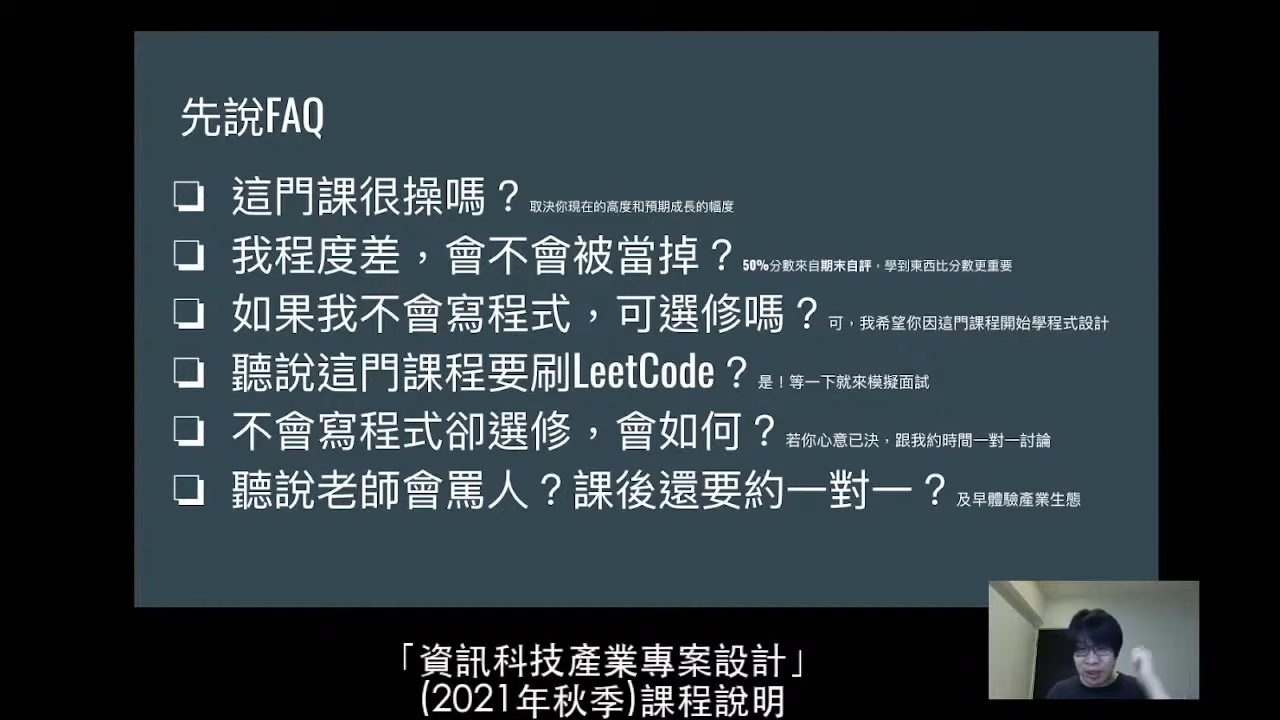 先說FAQ
這門課很操嗎？取決你現在的高度和預期成長的幅度
我程度差，會不會被當掉？50%分數來自期末自評，學到東西比分數更重要
如果我不會寫程式，可選修嗎？可，我希望你因這門課程開始學程式設計
聽說這門課程要刷LeetCode？是！等一下就來模擬面試
不會寫程式卻選修，會如何？若你心意已決，跟我約時間一對一討論
聽說老師會罵人？課後還要約一對一？及早體驗產業生態
「資訊科技產業專案設計」
(2021年秋季)課程說明